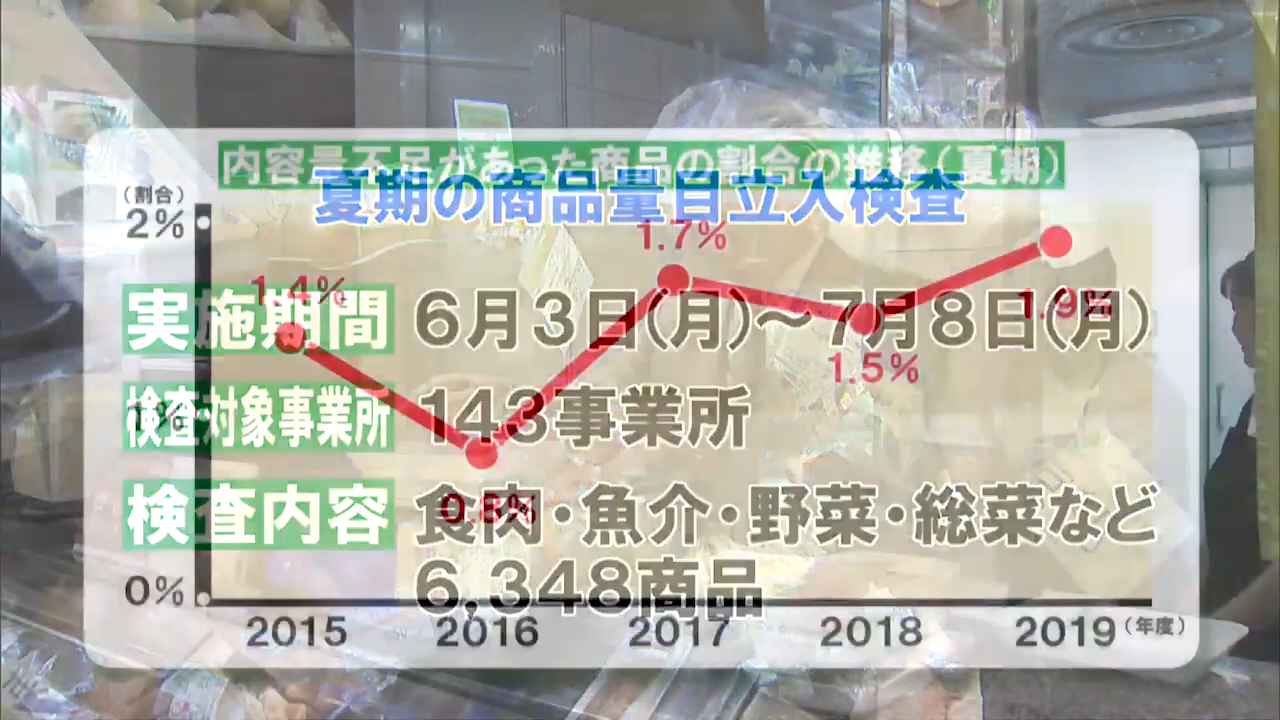 内容量不足があった商品の割合の推移（夏期）
夏期の商品量目立入検査
（割合）
2%
1.4%
1.7%
1.9%
実施期間 6月3日(月)～7月8日(月)
1.5%
検査対象事業所 143事業所
0.8%
検査内容 食肉・魚介・野菜・総菜など
6,348商品
0%
2015 2016 2017 2018 2019（年度）